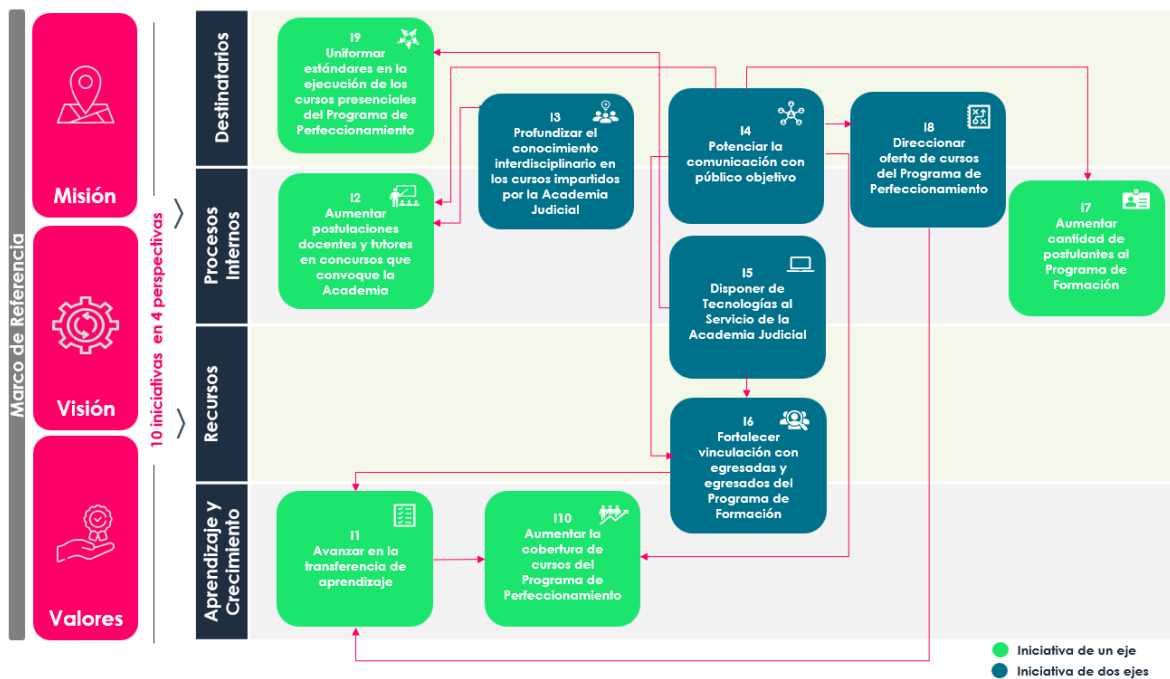 Marco de Referencia
Misión
Visión
Valores
10 iniciativas en 4 perspectivas
Destinatarios
Procesos
Internos
Recursos
Aprendizaje y
Crecimiento
I9
Uniformar
estándares en la
ejecución de los
cursos presenciales
del Programa de
Perfeccionamiento
I3
Profundizar el
conocimiento
interdisciplinario en
los cursos impartidos
por la Academia
Judicial
I4
Potenciar la
comunicación con
público objetivo
I8
Direccionar
oferta de cursos
del Programa de
Perfeccionamiento
I2
Aumentar
postulaciones
docentes y tutores
en concursos que
convoque la
Academia
I7
Aumentar
cantidad de
postulantes al
Programa de
Formación
I5
Disponer de
Tecnologías al
Servicio de la
Academia Judicial
I6
Fortalecer
vinculación con
egresadas y
egresados del
Programa de
Formación
I1
Avanzar en la
transferencia de
aprendizaje
I10
Aumentar la
cobertura de
cursos del
Programa de
Perfeccionamiento
Iniciativa de un eje
Iniciativa de dos ejes